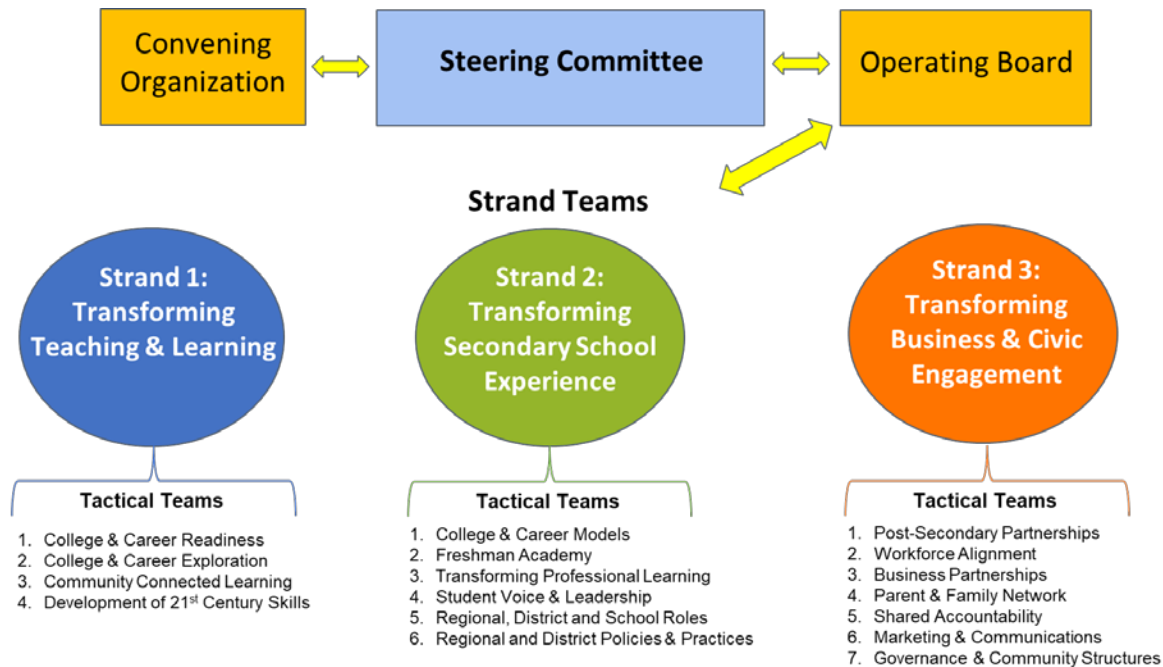 Convening
Organization
Steering Committee
Operating Board
Strand Teams
Strand 1:
Transforming
Teaching & Learning
Strand 2:
Transforming
Secondary School
Experience
Strand 3:
Transforming
Business & Civic
Engagement
Tactical Teams
1. College & Career Readiness
2. College & Career Exploration
3. Community Connected Learning
4. Development of 21st Century Skills
Tactical Teams
1. College & Career Models
2. Freshman Academy
3. Transforming Professional Learning
4. Student Voice & Leadership
5. Regional, District and School Roles
6. Regional and District Policies & Practices
Tactical Teams
1. Post-Secondary Partnerships
2. Workforce Alignment
3. Business Partnerships
4. Parent & Family Network
5. Shared Accountability
6. Marketing & Communications
7. Governance & Community Structures